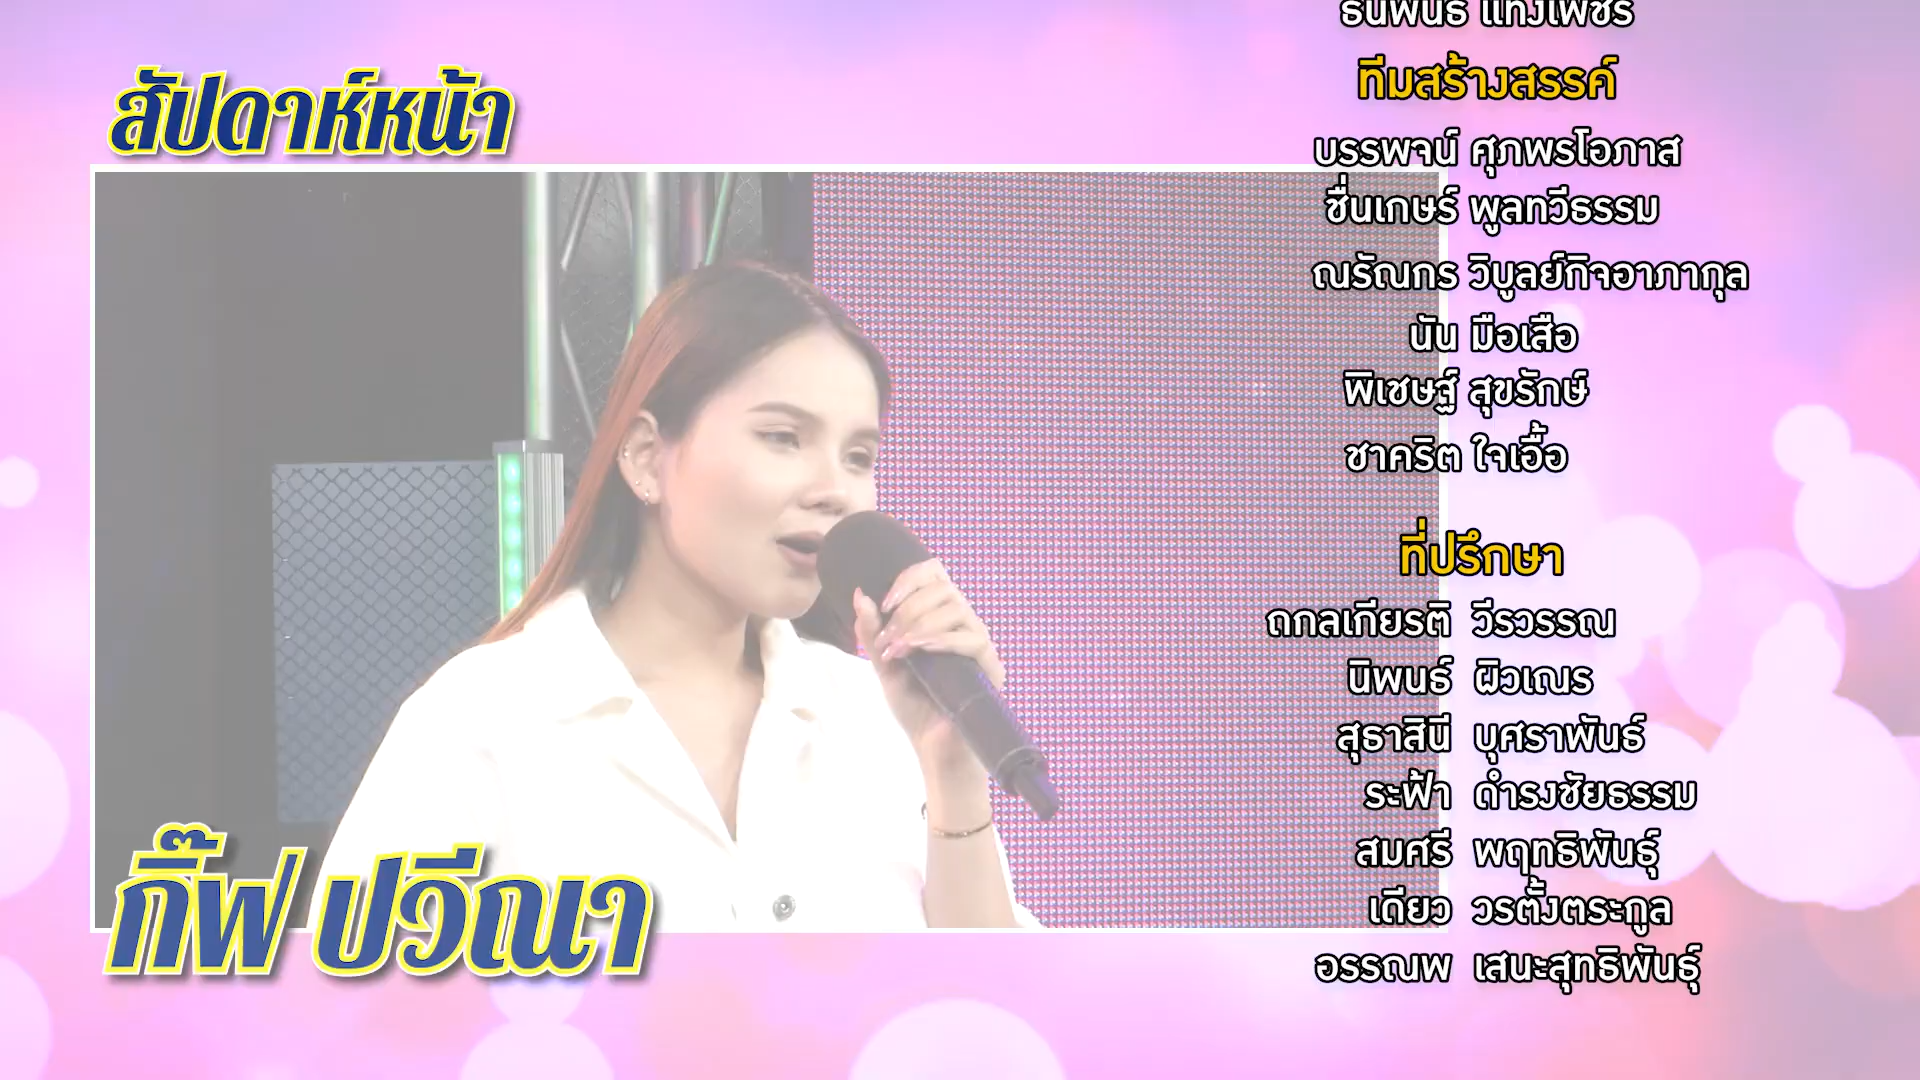 สัปดาห์หน้า
กิ๊ฟ ปวีณา
ธนพนธ์ แทงเพชร
ทีมสร้างสรรค์
บรรพจน์ ศุภพรโอภาส
ชื่นเกษร์ พูลทวีธรรม
ณรัณกร วิบูลย์กิจอาภากุล
นัน มือเสือ
พิเชษฐ์ สุขรักษ์
ชาคริต ใจเอื้อ
ที่ปรึกษา
ถกลเกียรติ วีรวรรณ
นิพนธ์ ผิวเณร
สุธาสินี บุศราพันธ์
ระฟ้า ดำรงชัยธรรม
สมศรี พฤทธิพันธุ์
เดียว วรตั้งตระกูล
อรรณพ เสนะสุทธิพันธุ์